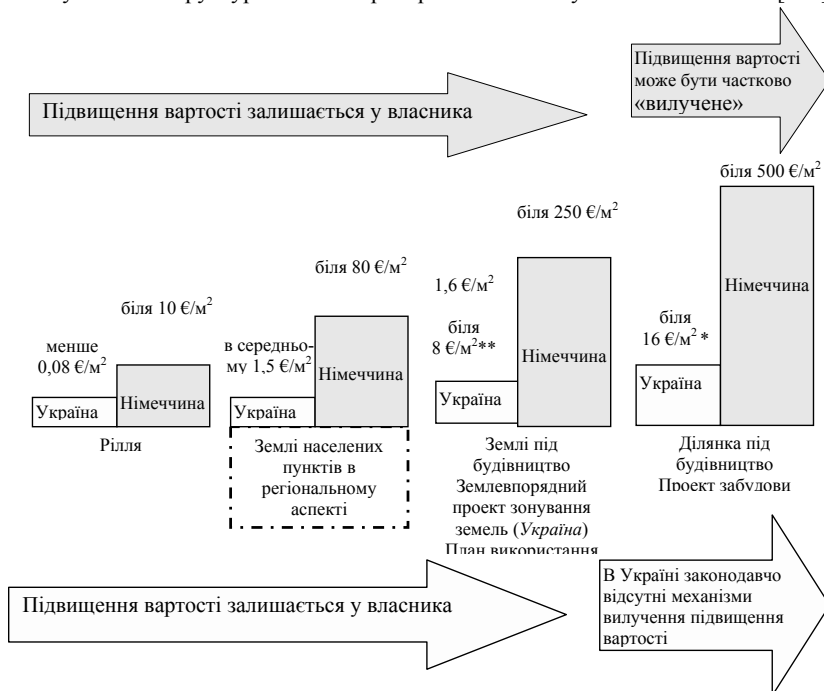 Підвищення вартості
може бути частково
«вилучене»
Підвищення вартості залишається у власника
біля 500 €/м²
біля 250 €/м²
біля 80 €/м²
1,6 €/м²
біля 10 €/м²
біля
8 €/м²**
біля
16 €/м² *
менше
0,08 €/м²
в середньо-
му 1,5 €/м²
Україна
Німеччина
Україна
Німеччина
Україна
Німеччина
Україна
Німеччина
Рілля
Землі населених
пунктів в
регіональному
аспекті
Землі під
будівництво
Землевпорядний
проект зонування
земель (Україна)
План використання
Ділянка під
будівництво
Проект забудови
Підвищення вартості залишається у власника
В Україні законодавчо
відсутні механізми
вилучення підвищення
вартості